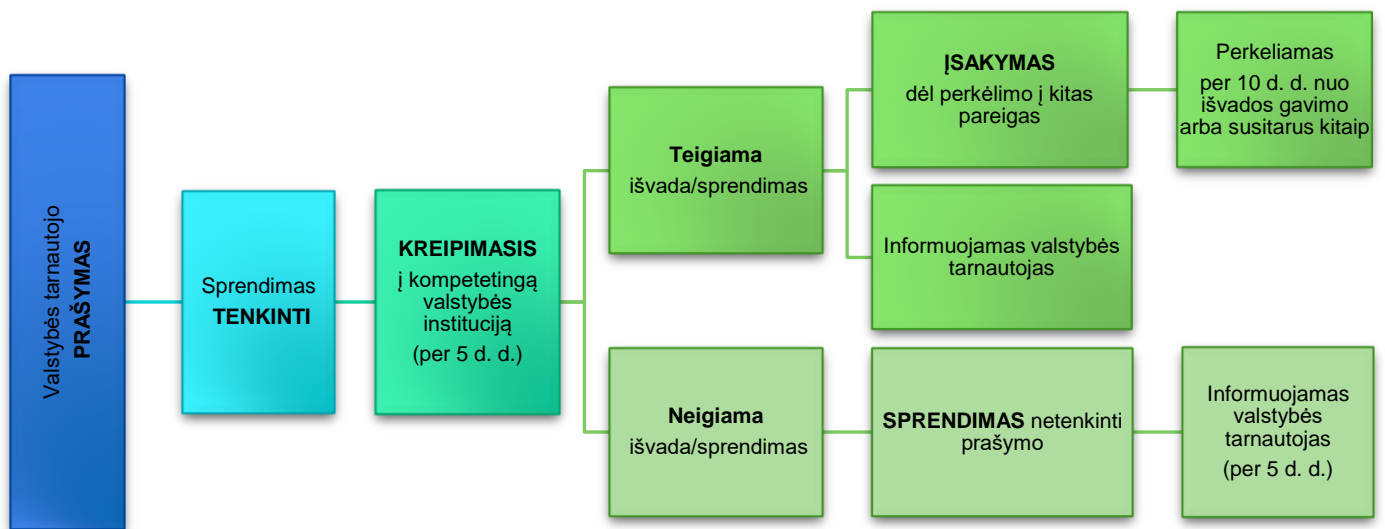 Valstybės tarnautojo
PRAŠYMAS
Sprendimas
TENKINTI
KREIPIMASIS
į kompetetingą
valstybės
instituciją
(per 5 d. d.)
Teigiama
išvada/sprendimas
ĮSAKYMAS
dėl perkėlimo į kitas
pareigas
Perkeliamas
per 10 d. d. nuo
išvados gavimo
arba susitarus kitaip
Informuojamas valstybės
tarnautojas
Neigiama
išvada/sprendimas
SPRENDIMAS netenkinti
prašymo
Informuojamas
valstybės
tarnautojas
(per 5 d. d.)